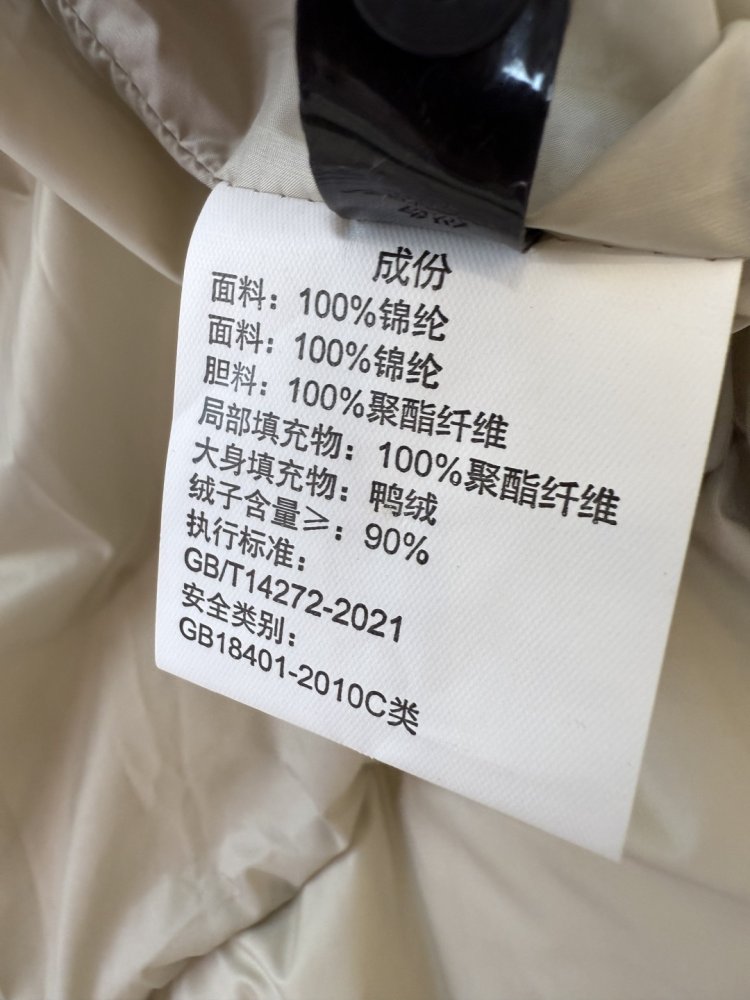 成份
面料：100%锦纶
面料：100%锦纶
胆料：100%聚酯纤维
局部填充物：100%聚酯纤维
大身填充物：鸭绒
绒子含量≥：90%
执行标准：
GB/T14272-2021
安全类别：
GB18401-2010C类